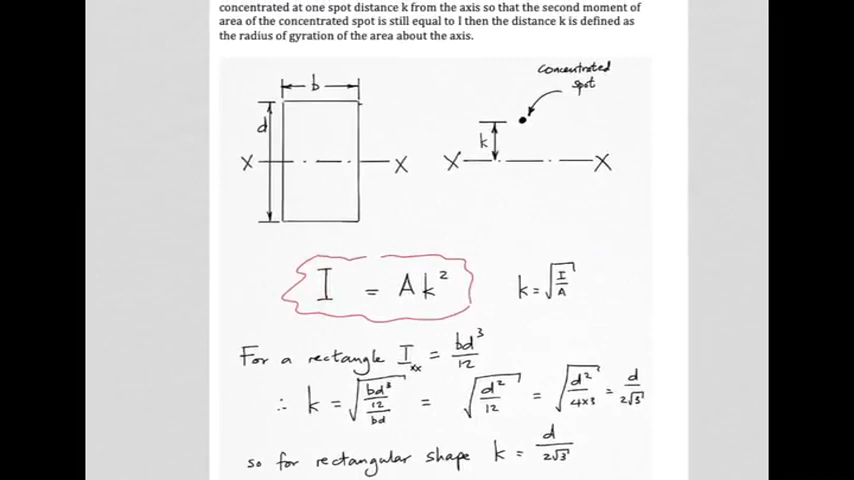 concentrated at one spot distance k from the axis so that the second moment of
area of the concentrated spot is still equal to I then the distance k is defined as
the radius of gyration of the area about the axis.
concentrated
spot
b
d
k
X X X X
I = Ak² k = √(I/A)
For a rectangle Ixx = bd³/12
∴ k = √((bd³/12)/bd) = √(d²/12) = √(d²/4×3) = d/2√3
so for rectangular shape k = d/2√3